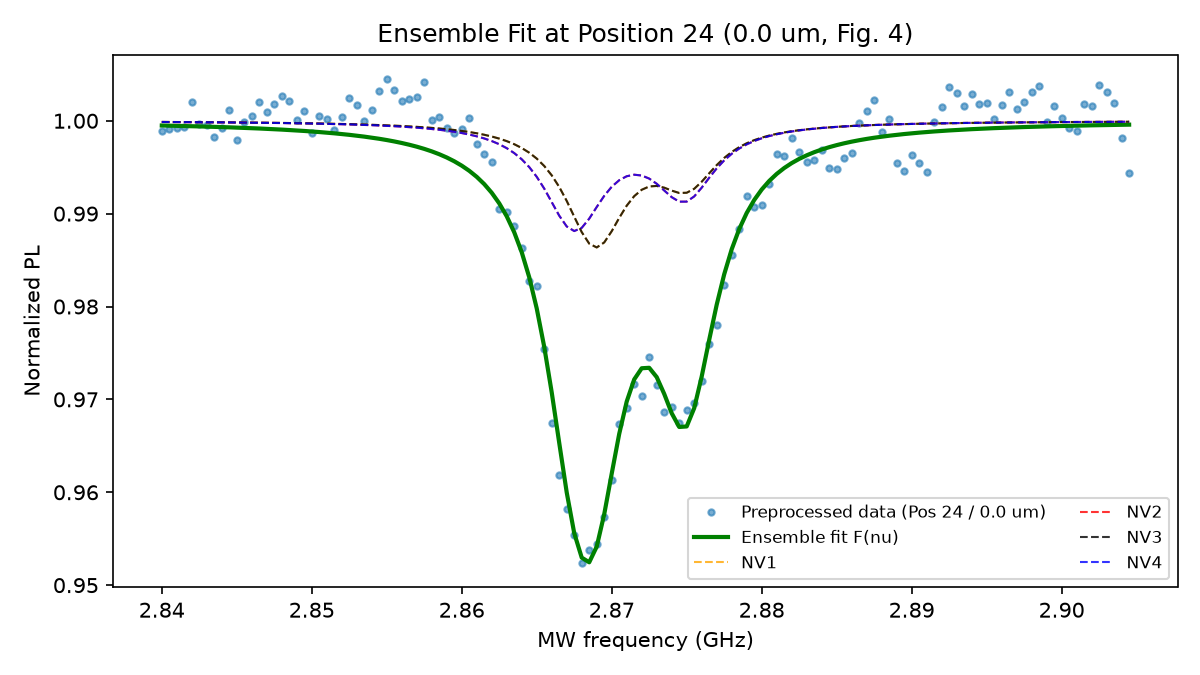 Ensemble Fit at Position 24 (0.0 um, Fig. 4)
Normalized PL
1.00
0.99
0.98
0.97
0.96
0.95
Preprocessed data (Pos 24 / 0.0 um)
Ensemble fit F(nu)
NV1
NV2
NV3
NV4
2.84
2.85
2.86
2.87
2.88
2.89
2.90
MW frequency (GHz)